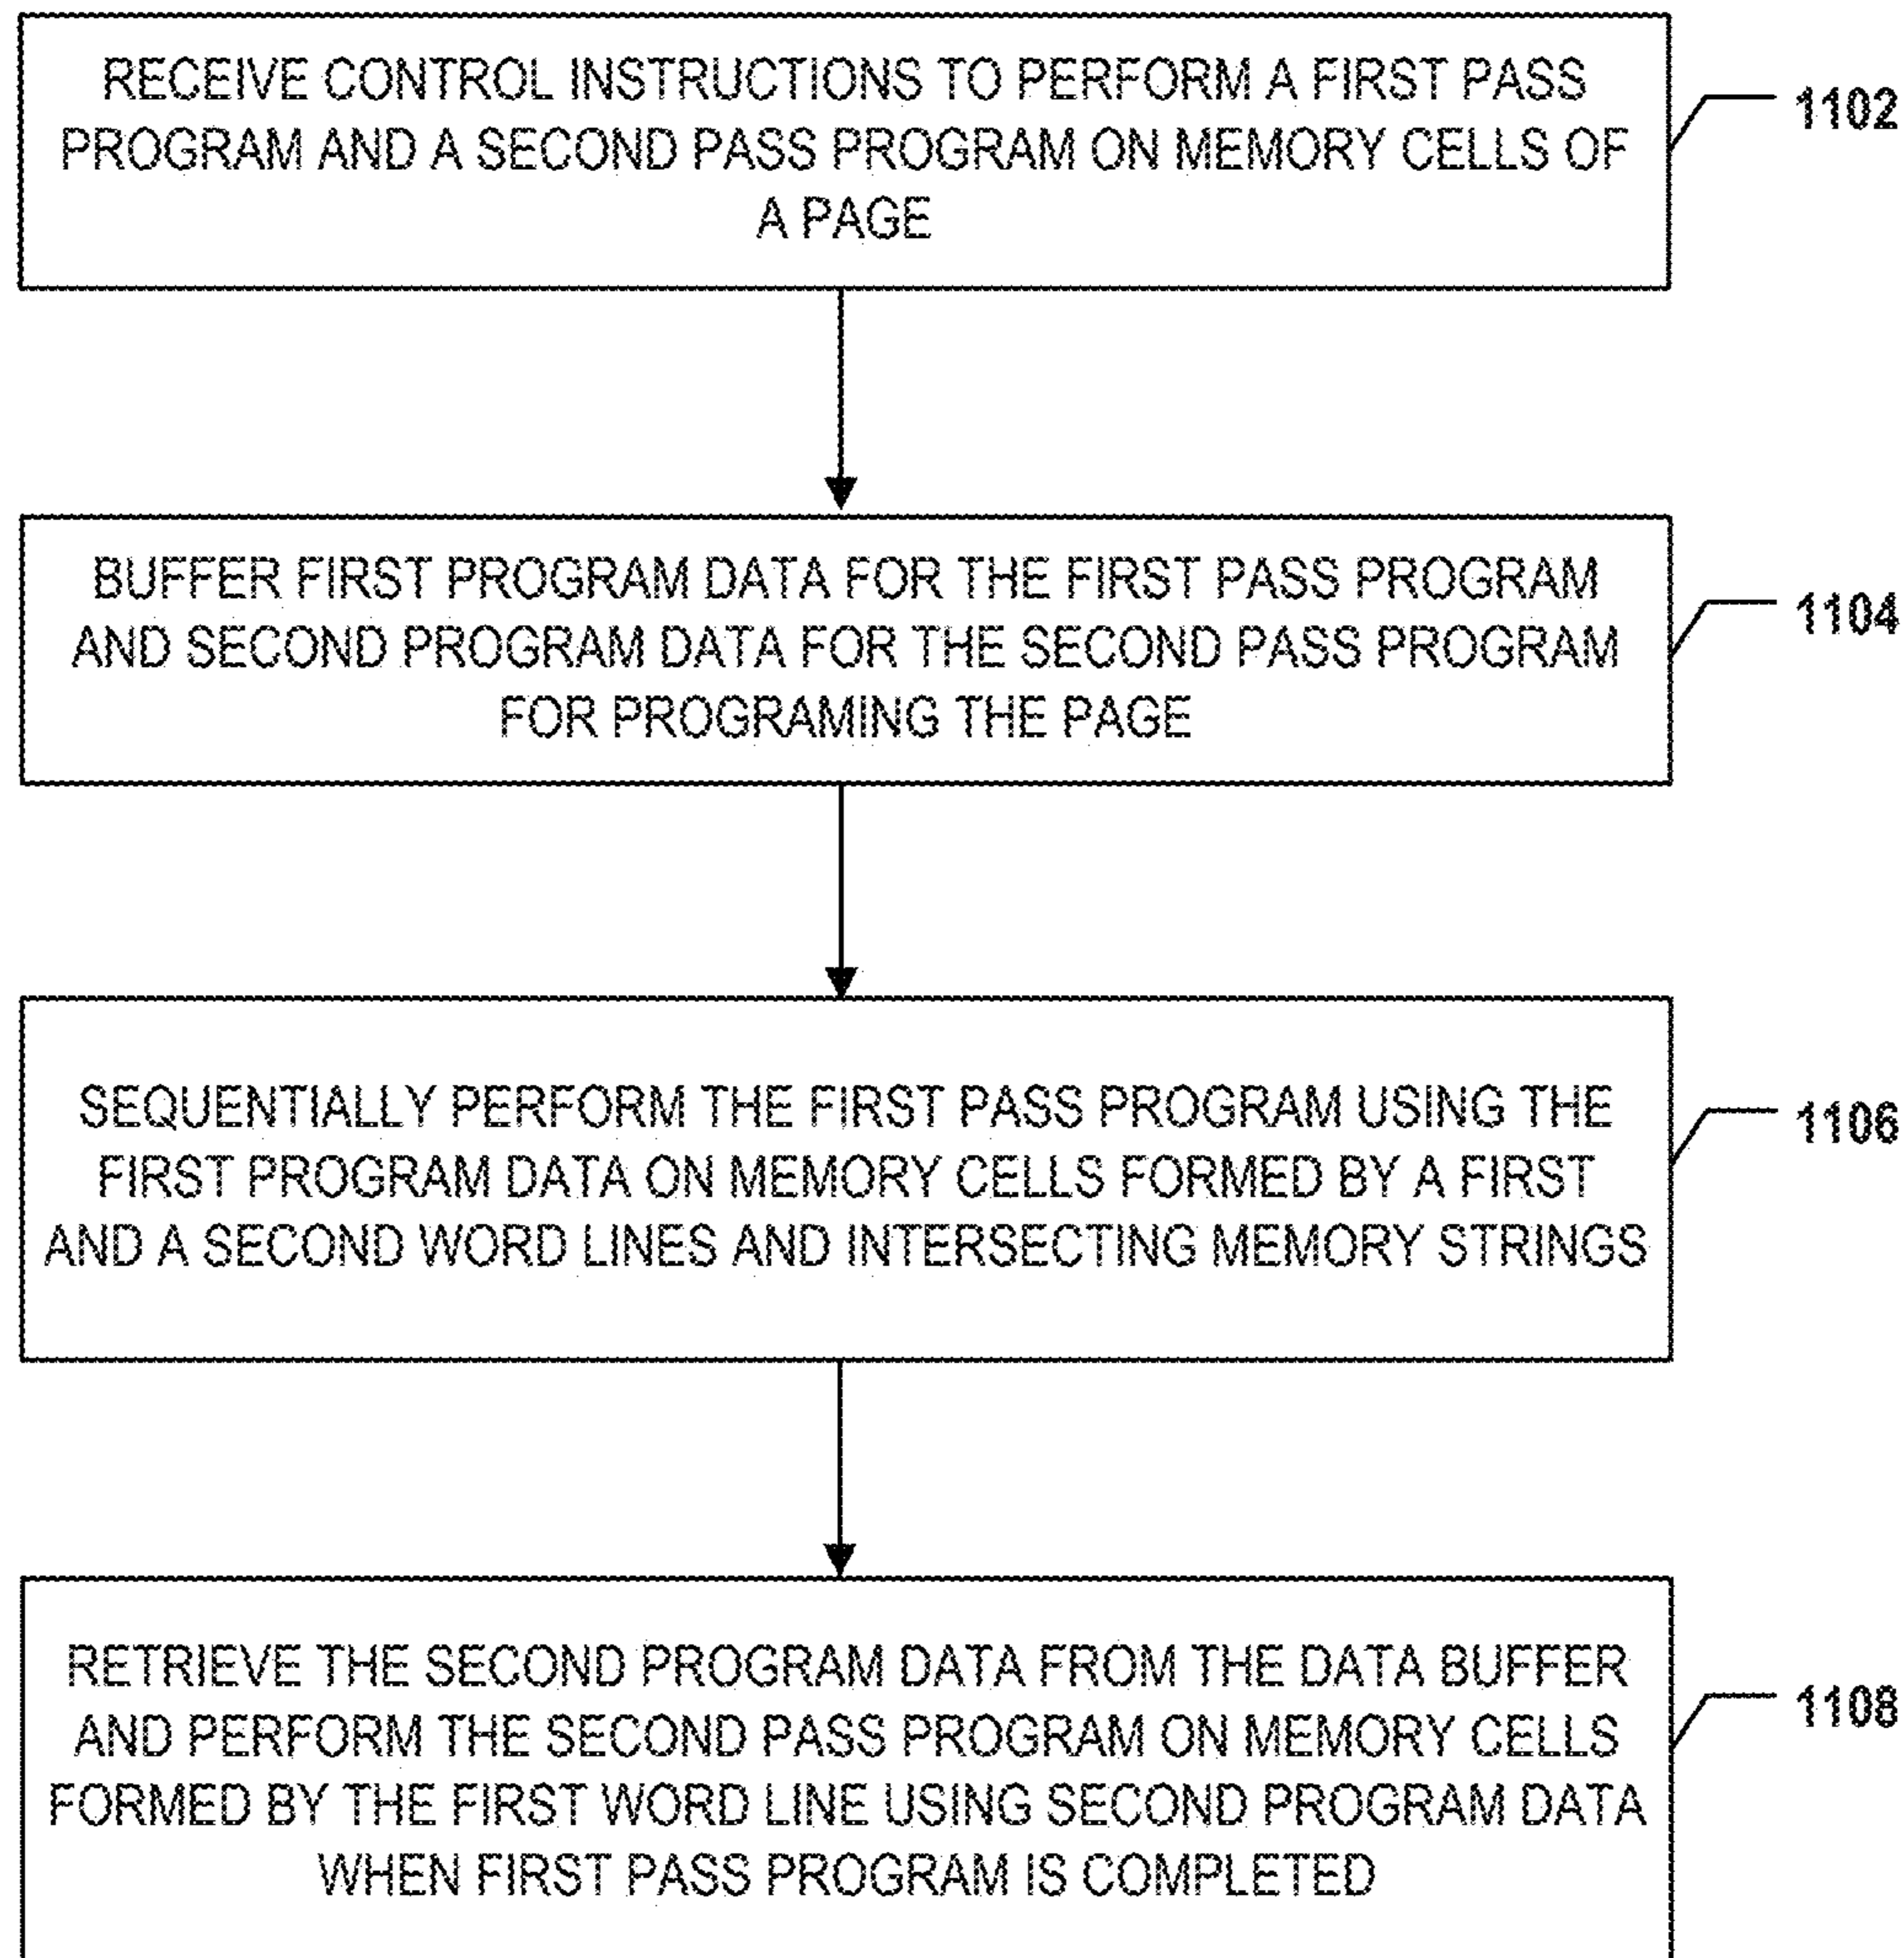 RECEIVE CONTROL INSTRUCTIONS TO PERFORM A FIRST PASS
PROGRAM AND A SECOND PASS PROGRAM ON MEMORY CELLS OF
A PAGE
1102
BUFFER FIRST PROGRAM DATA FOR THE FIRST PASS PROGRAM
AND SECOND PROGRAM DATA FOR THE SECOND PASS PROGRAM
FOR PROGRAMING THE PAGE
1104
SEQUENTIALLY PERFORM THE FIRST PASS PROGRAM USING THE
FIRST PROGRAM DATA ON MEMORY CELLS FORMED BY A FIRST
AND A SECOND WORD LINES AND INTERSECTING MEMORY STRINGS
1106
RETRIEVE THE SECOND PROGRAM DATA FROM THE DATA BUFFER
AND PERFORM THE SECOND PASS PROGRAM ON MEMORY CELLS
FORMED BY THE FIRST WORD LINE USING SECOND PROGRAM DATA
WHEN FIRST PASS PROGRAM IS COMPLETED
1108